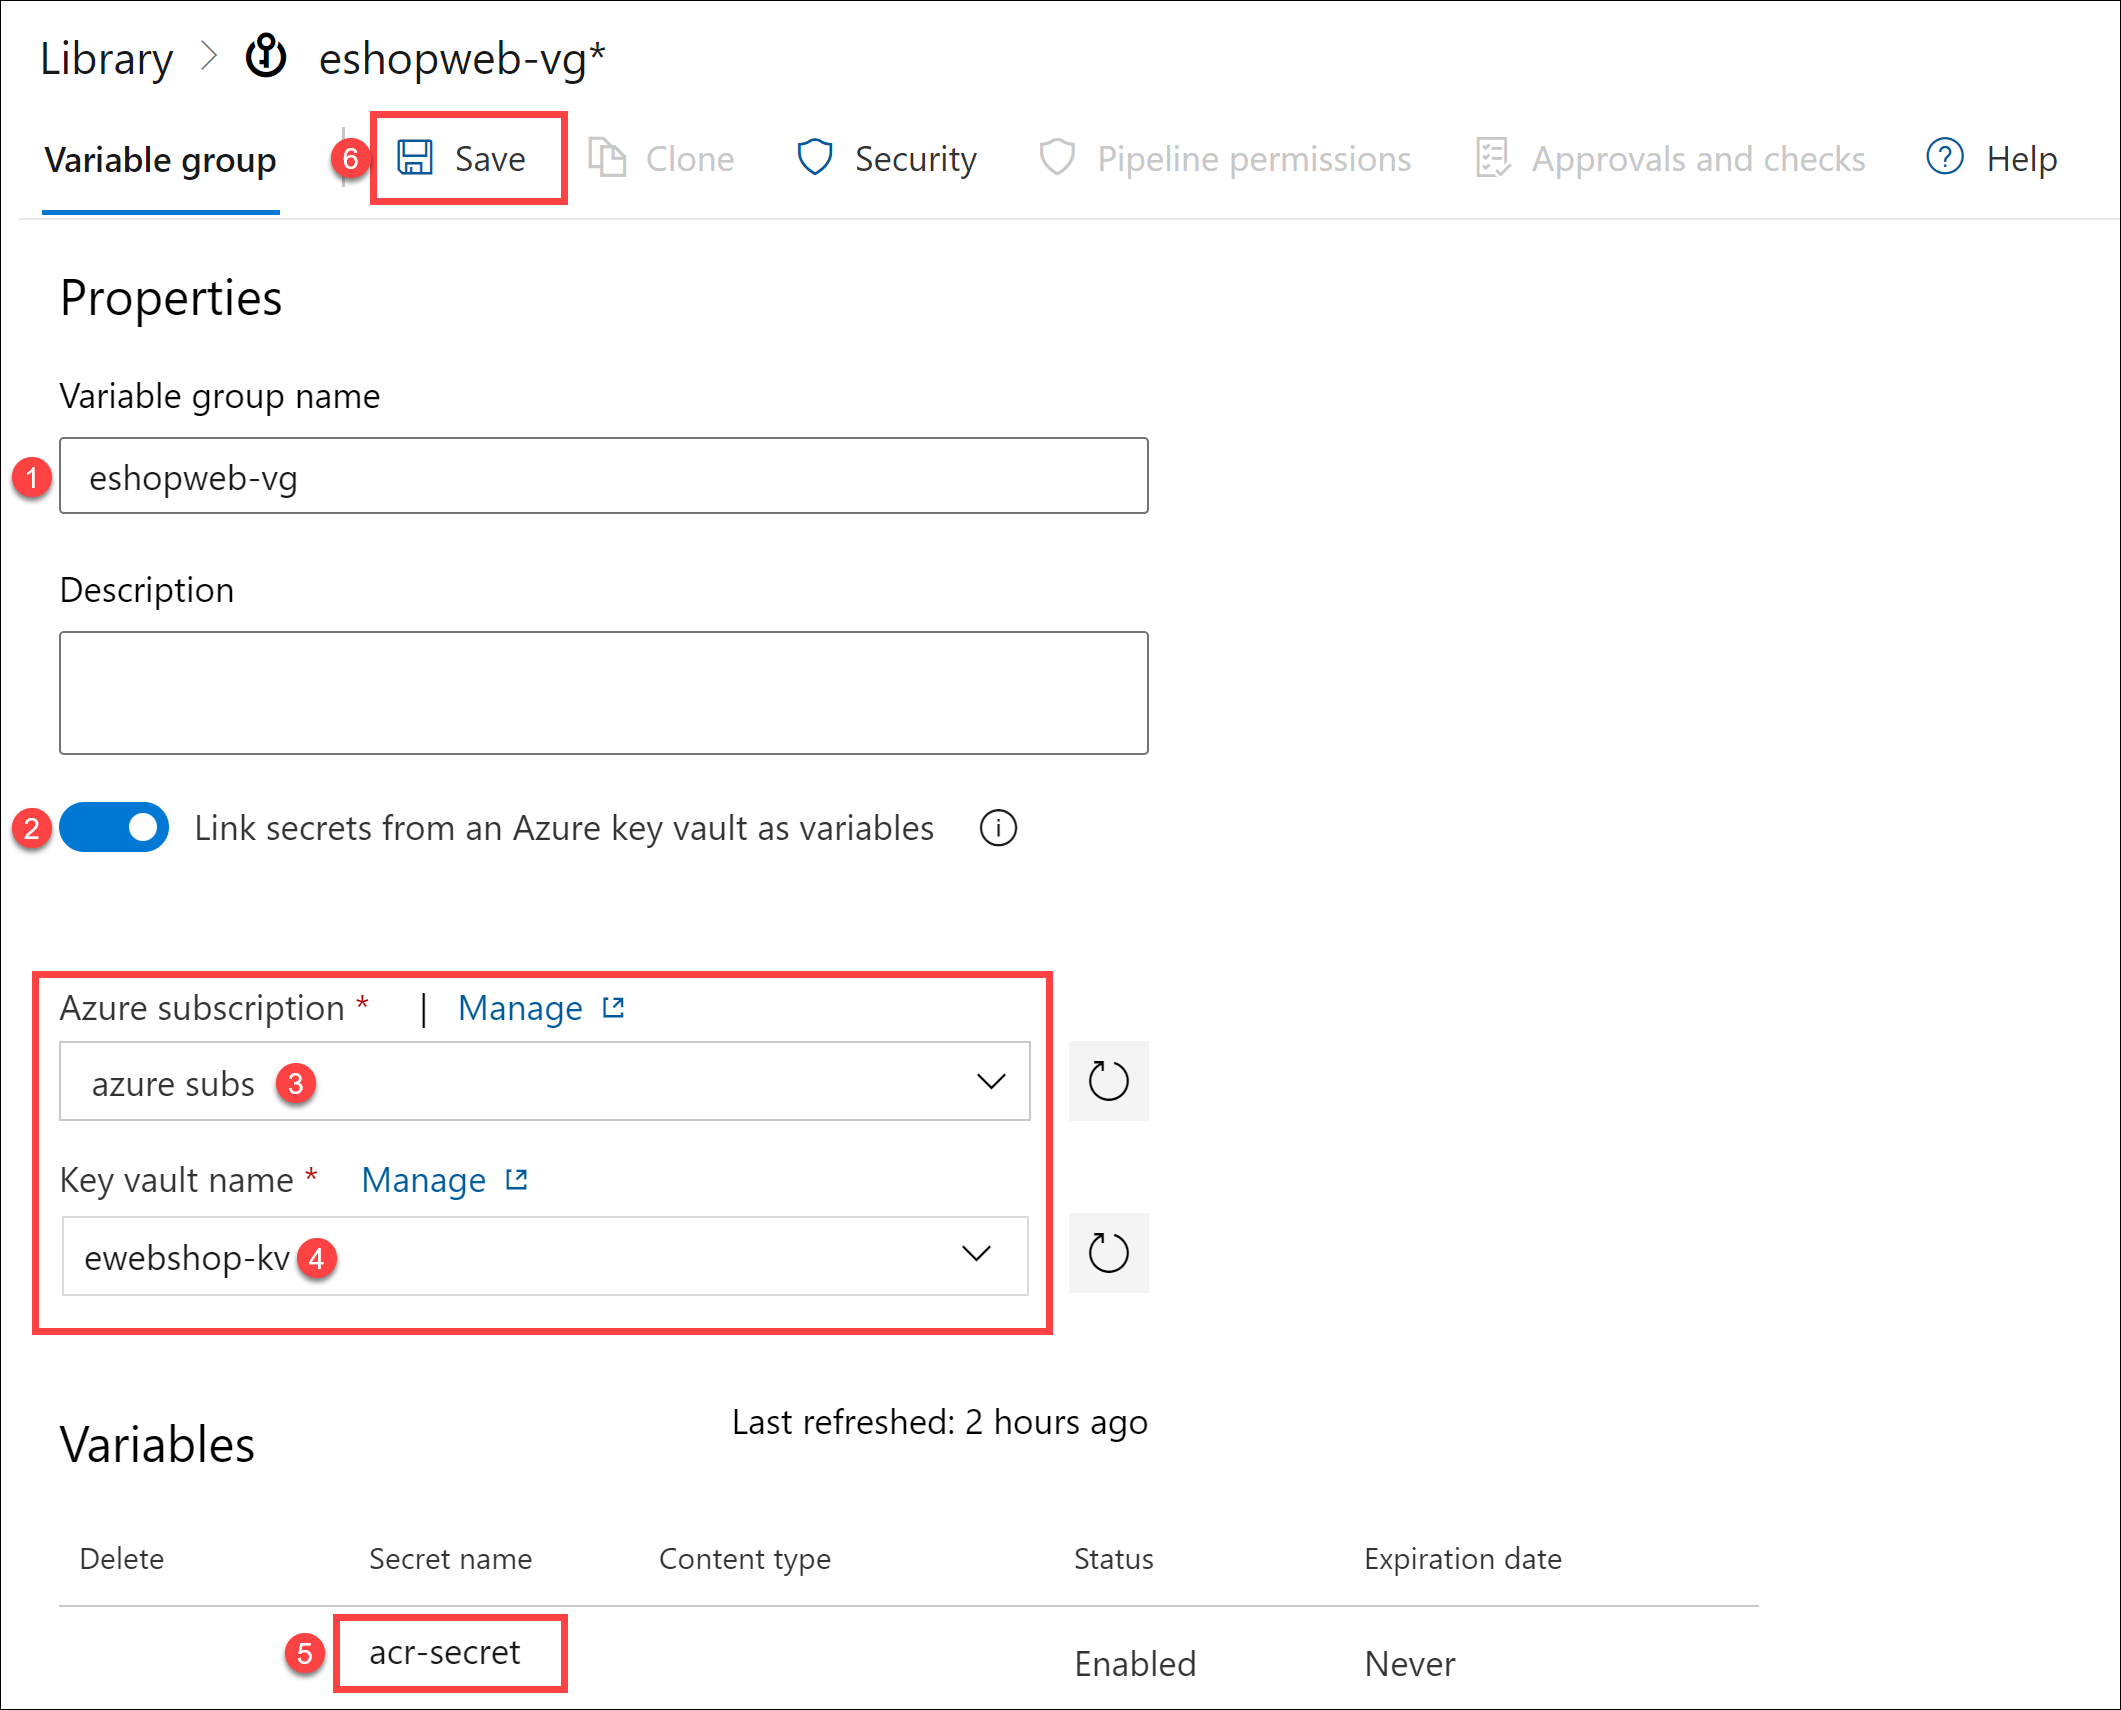 Library > eshopweb-vg*
Variable group 6 Save Clone Security Pipeline permissions Approvals and checks ? Help
Properties
Variable group name
1 eshopweb-vg
Description
2 Link secrets from an Azure key vault as variables i
Azure subscription * | Manage
azure subs 3
Key vault name * Manage
ewebshop-kv 4
Last refreshed: 2 hours ago
Variables
Delete Secret name Content type Status Expiration date
5 acr-secret Enabled Never